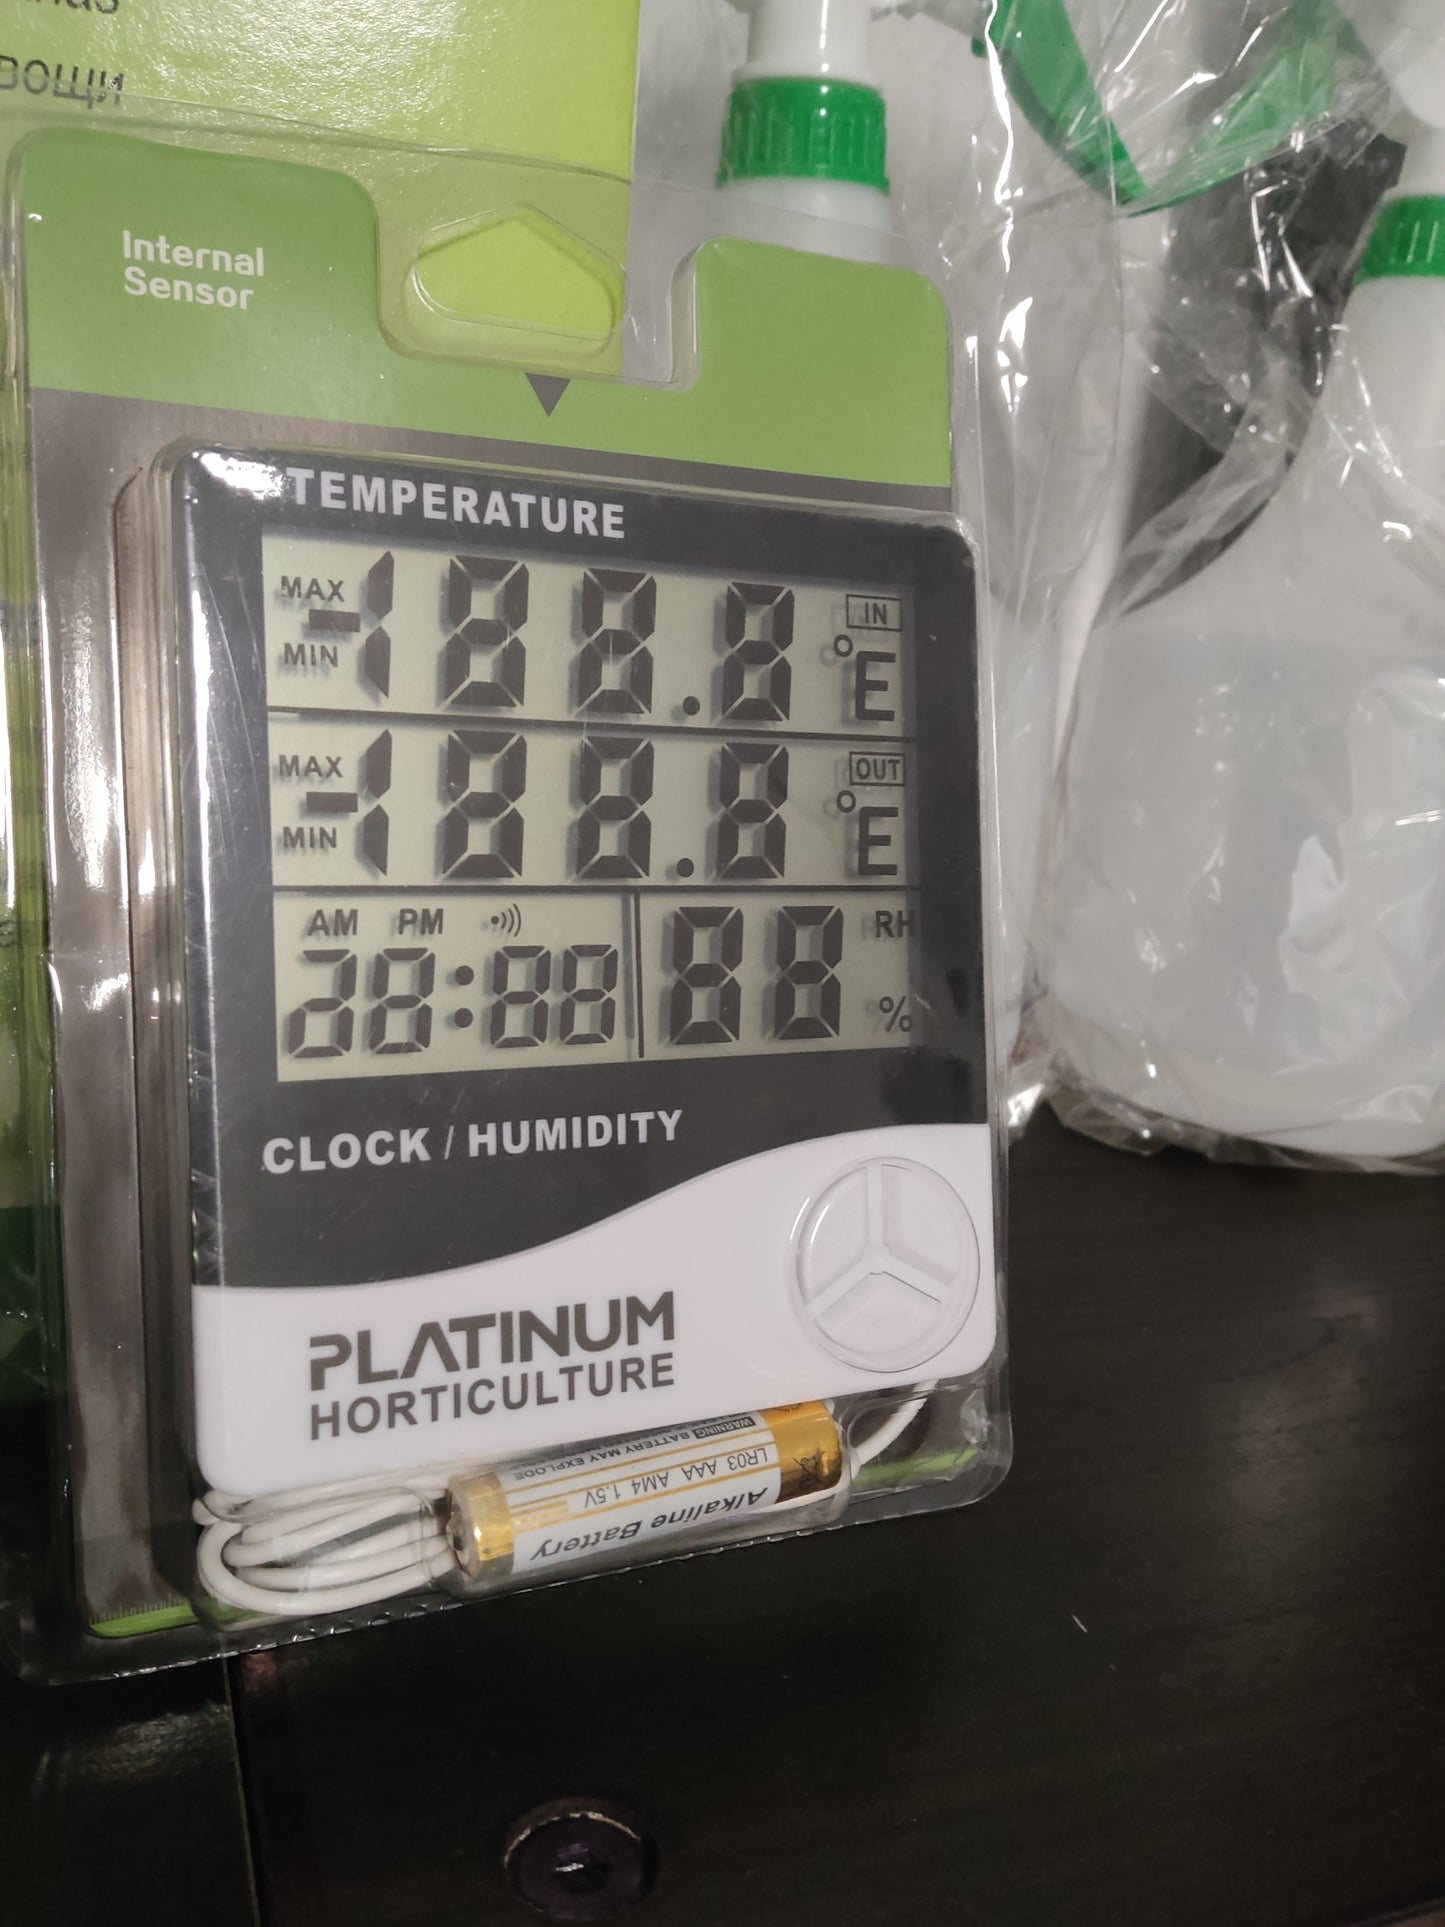 вощи
Internal
Sensor
TEMPERATURE
MAX
-188.8
IN
MIN
°E
MAX
-188.8
OUT
MIN
°E
AM PM
RH
28:88
88
%
CLOCK / HUMIDITY
PLATINUM
HORTICULTURE
WARNING BATTERY MAY EXPLODE
LR03 AAA AM4 1.5V
Alkaline Battery